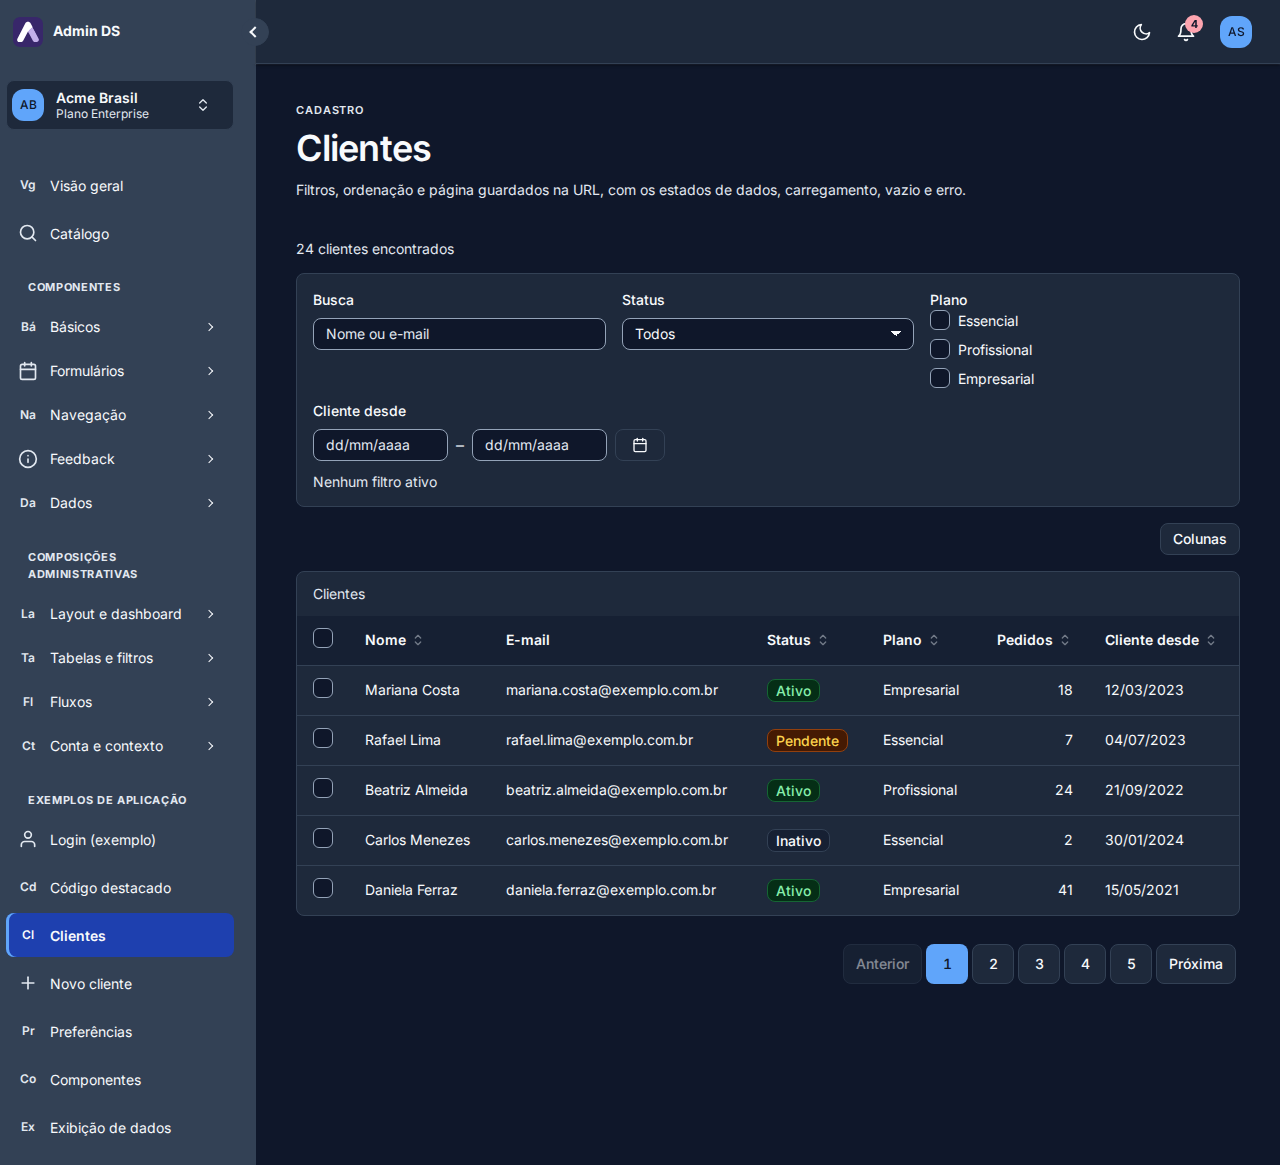 Admin DS
4
AS
AB
Acme Brasil
Plano Enterprise
Vg Visão geral
Catálogo
COMPONENTES
Bá Básicos
Formulários
Na Navegação
Feedback
Da Dados
COMPOSIÇÕES
ADMINISTRATIVAS
La Layout e dashboard
Ta Tabelas e filtros
Fl Fluxos
Ct Conta e contexto
EXEMPLOS DE APLICAÇÃO
Login (exemplo)
Cd Código destacado
Cl Clientes
Novo cliente
Pr Preferências
Co Componentes
Ex Exibição de dados
CADASTRO
Clientes
Filtros, ordenação e página guardados na URL, com os estados de dados, carregamento, vazio e erro.
24 clientes encontrados
Busca Status Plano
Nome ou e-mail Todos
Essencial
Profissional
Empresarial
Cliente desde
dd/mm/aaaa – dd/mm/aaaa
Nenhum filtro ativo
Colunas
Clientes
Nome E-mail Status Plano Pedidos Cliente desde
Mariana Costa mariana.costa@exemplo.com.br Ativo Empresarial 18 12/03/2023
Rafael Lima rafael.lima@exemplo.com.br Pendente Essencial 7 04/07/2023
Beatriz Almeida beatriz.almeida@exemplo.com.br Ativo Profissional 24 21/09/2022
Carlos Menezes carlos.menezes@exemplo.com.br Inativo Essencial 2 30/01/2024
Daniela Ferraz daniela.ferraz@exemplo.com.br Ativo Empresarial 41 15/05/2021
Anterior 1 2 3 4 5 Próxima